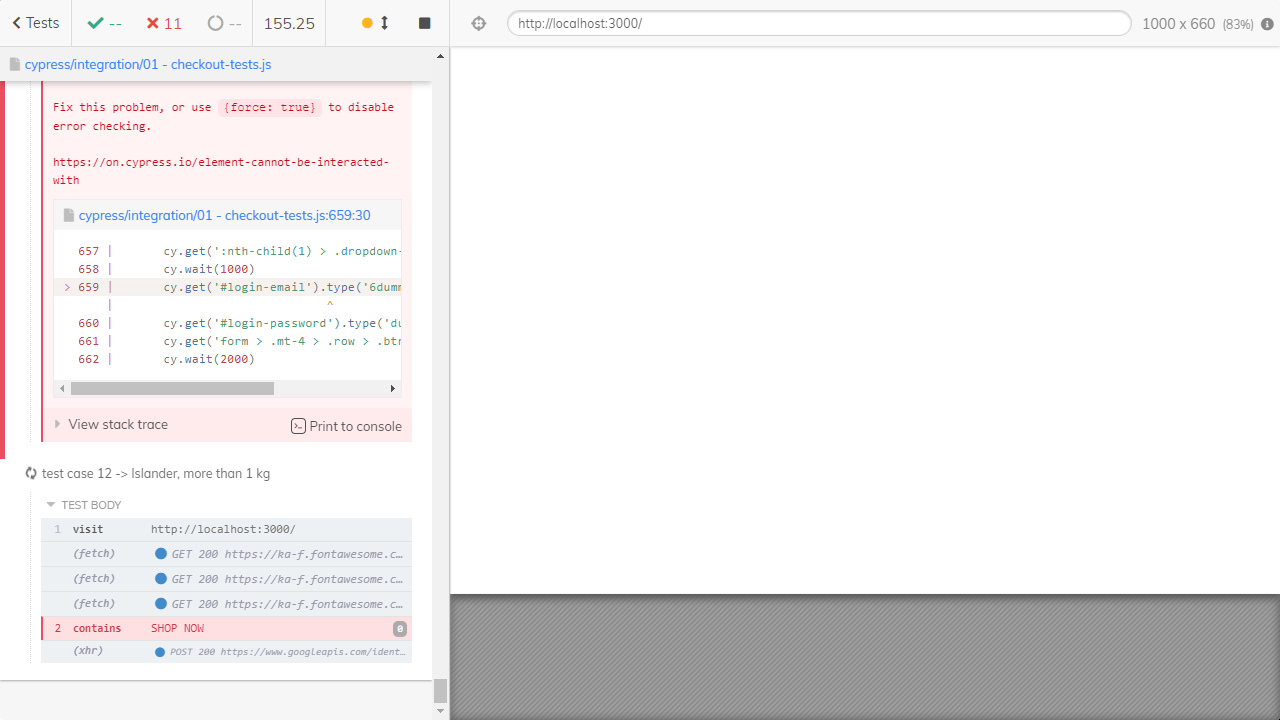 Tests
--
11
--
155.25
http://localhost:3000/
1000 x 660 (83%)
cypress/integration/01 - checkout-tests.js
Fix this problem, or use {force: true} to disable
error checking.
https://on.cypress.io/element-cannot-be-interacted-
with
cypress/integration/01 - checkout-tests.js:659:30
657 | cy.get(':nth-child(1) > .dropdown-
658 | cy.wait(1000)
> 659 | cy.get('#login-email').type('6dum
| ^
660 | cy.get('#login-password').type('du
661 | cy.get('form > .mt-4 > .row > .bt
662 | cy.wait(2000)
View stack trace
Print to console
test case 12 -> Islander, more than 1 kg
TEST BODY
1 visit http://localhost:3000/
(fetch) GET 200 https://ka-f.fontawesome.c…
(fetch) GET 200 https://ka-f.fontawesome.c…
(fetch) GET 200 https://ka-f.fontawesome.c…
2 contains SHOP NOW 0
(xhr) POST 200 https://www.googleapis.com/ident…